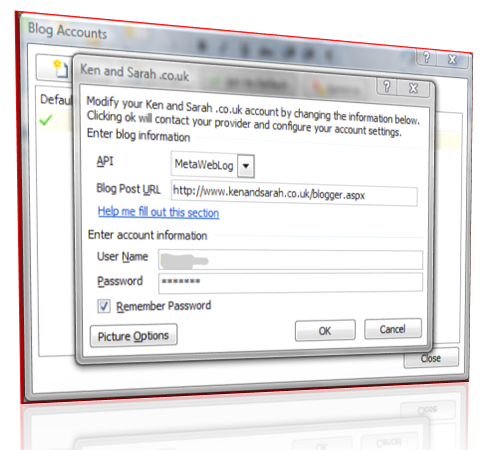 Blog Accounts
Ken and Sarah .co.uk
Defaul
Modify your Ken and Sarah .co.uk account by changing the information below.
Clicking ok will contact your provider and configure your account settings.
Enter blog information
API
MetaWebLog
Blog Post URL
http://www.kenandsarah.co.uk/blogger.aspx
Help me fill out this section
Enter account information
User Name
Password
*******
Remember Password
Picture Options
OK
Cancel
Close